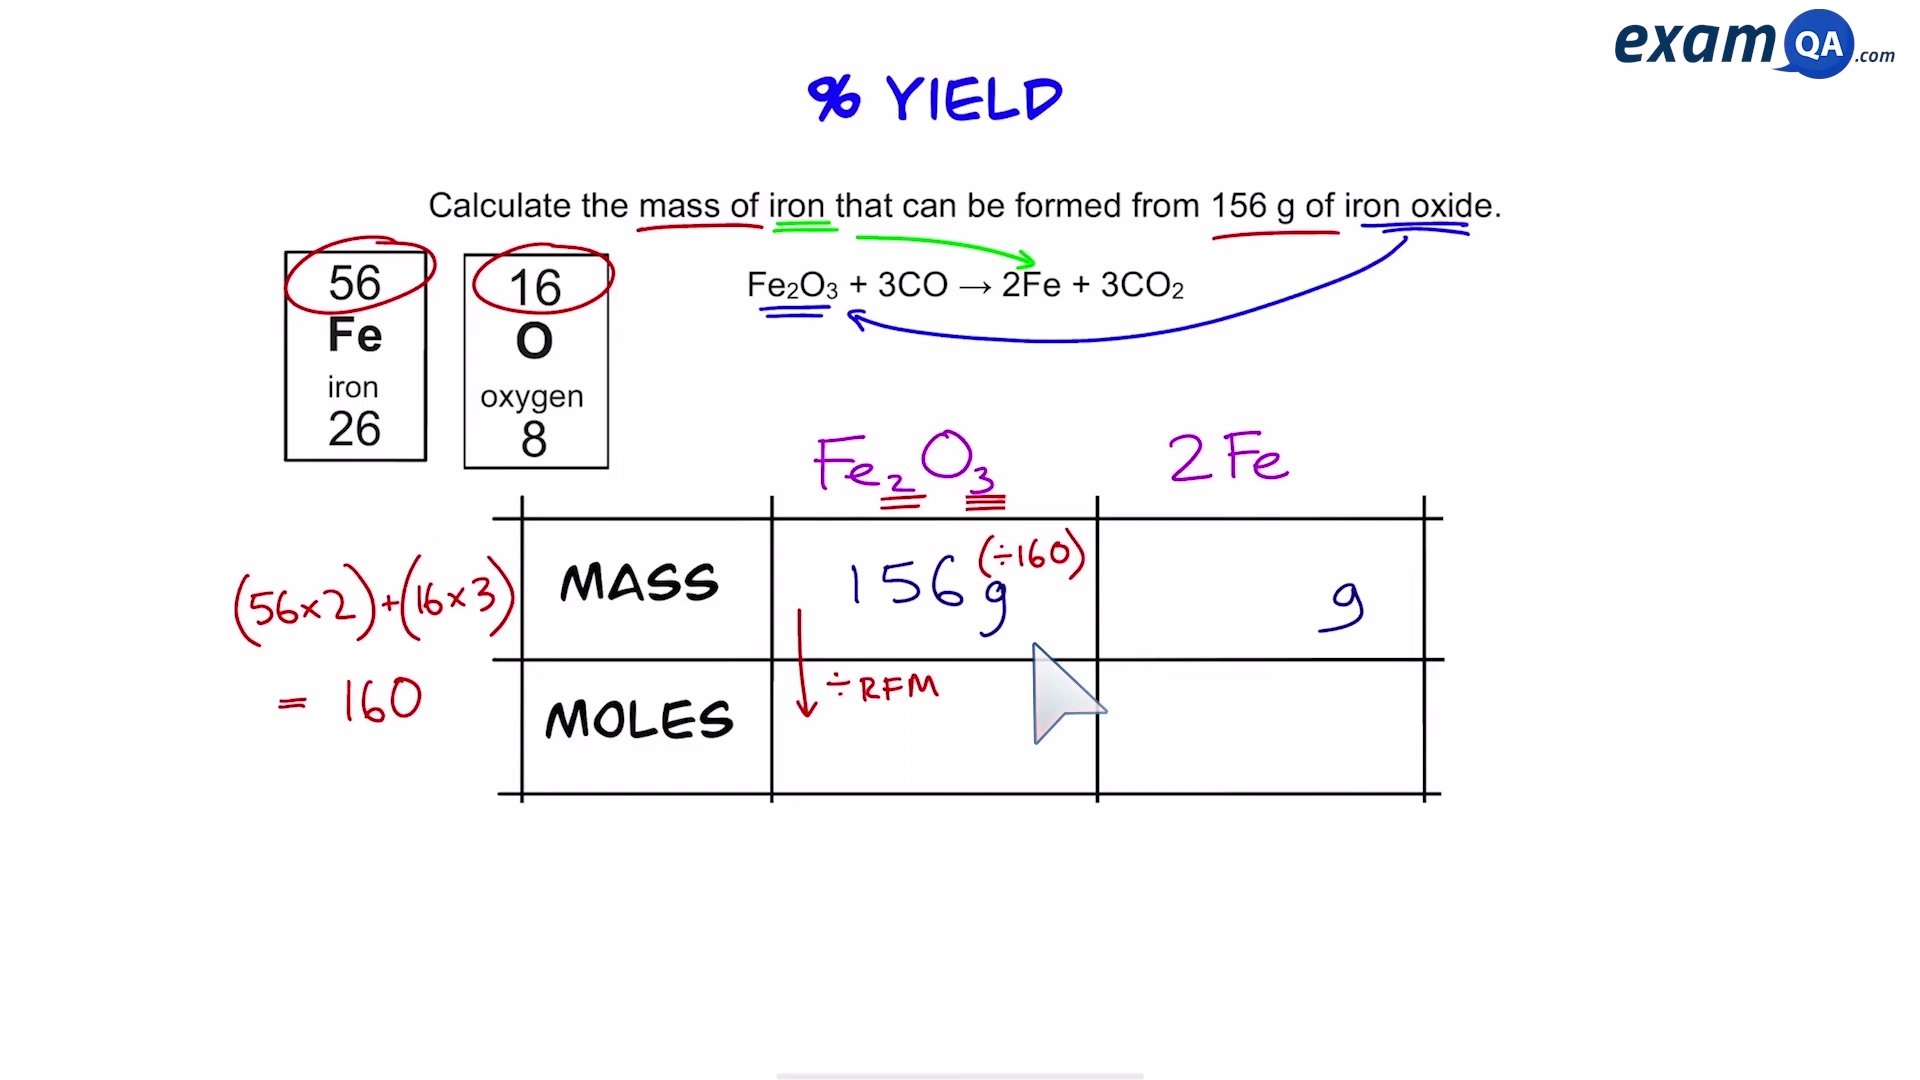 examQA.com
% YIELD
Calculate the mass of iron that can be formed from 156 g of iron oxide.
Fe₂O₃ + 3CO → 2Fe + 3CO₂
56
Fe
iron
26
16
O
oxygen
8
Fe₂O₃ 2Fe
(56×2)+(16×3)
= 160
MASS 156g (÷160) g
MOLES ÷RFM